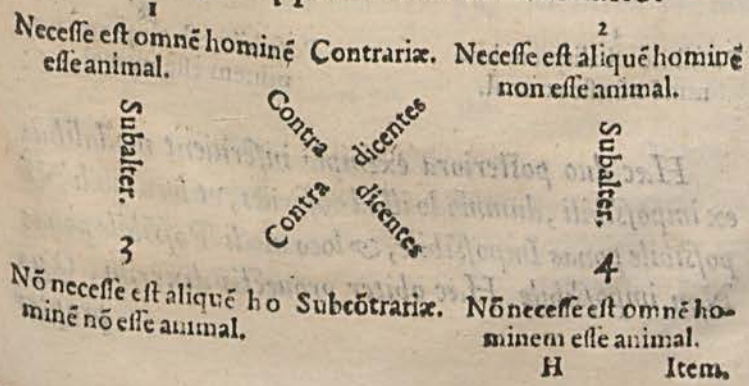 1
Necesse est omnē hominē
esse animal.
Contrariæ.
2
Necesse est aliquē hominē
non esse animal.
Subalter.
Contra
dicentes
Contra
dicentes
Subalter.
3
Nō necesse est aliquē ho
minē nō esse animal.
Subcōtrariæ.
4
Nō necesse est omnē ho-
minem esse animal.
H Item.